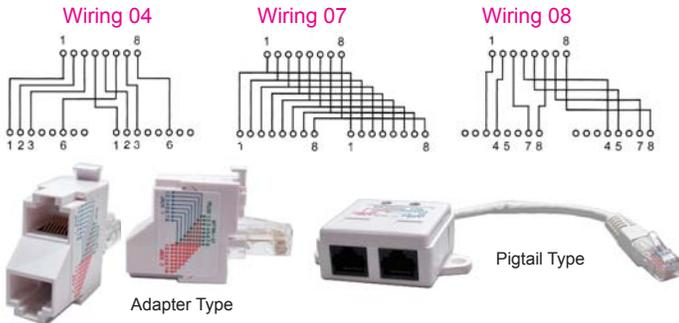 Wiring 04 Wiring 07 Wiring 08
1 8 1 8 1 8
1 2 3 6 1 2 3 6 1 8 1 8 4 5 7 8 4 5 7 8
Pigtail Type
Adapter Type